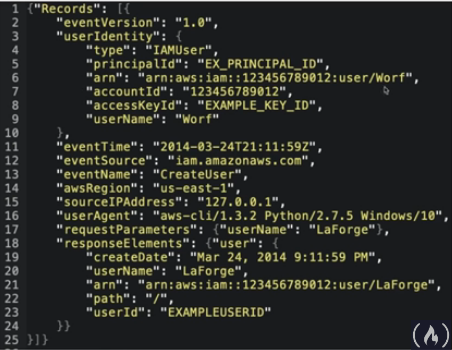 1 {"Records": [{
2 "eventVersion": "1.0",
3 "userIdentity": {
4 "type": "IAMUser",
5 "principalId": "EX_PRINCIPAL_ID",
6 "arn": "arn:aws:iam::123456789012:user/Worf",
7 "accountId": "123456789012",
8 "accessKeyId": "EXAMPLE_KEY_ID",
9 "userName": "Worf"
10 },
11 "eventTime": "2014-03-24T21:11:59Z",
12 "eventSource": "iam.amazonaws.com",
13 "eventName": "CreateUser",
14 "awsRegion": "us-east-1",
15 "sourceIPAddress": "127.0.0.1",
16 "userAgent": "aws-cli/1.3.2 Python/2.7.5 Windows/10",
17 "requestParameters": {"userName": "LaForge"},
18 "responseElements": {"user": {
19 "createDate": "Mar 24, 2014 9:11:59 PM",
20 "userName": "LaForge",
21 "arn": "arn:aws:iam::123456789012:user/LaForge",
22 "path": "/",
23 "userId": "EXAMPLEUSERID"
24 }}
25 }]}